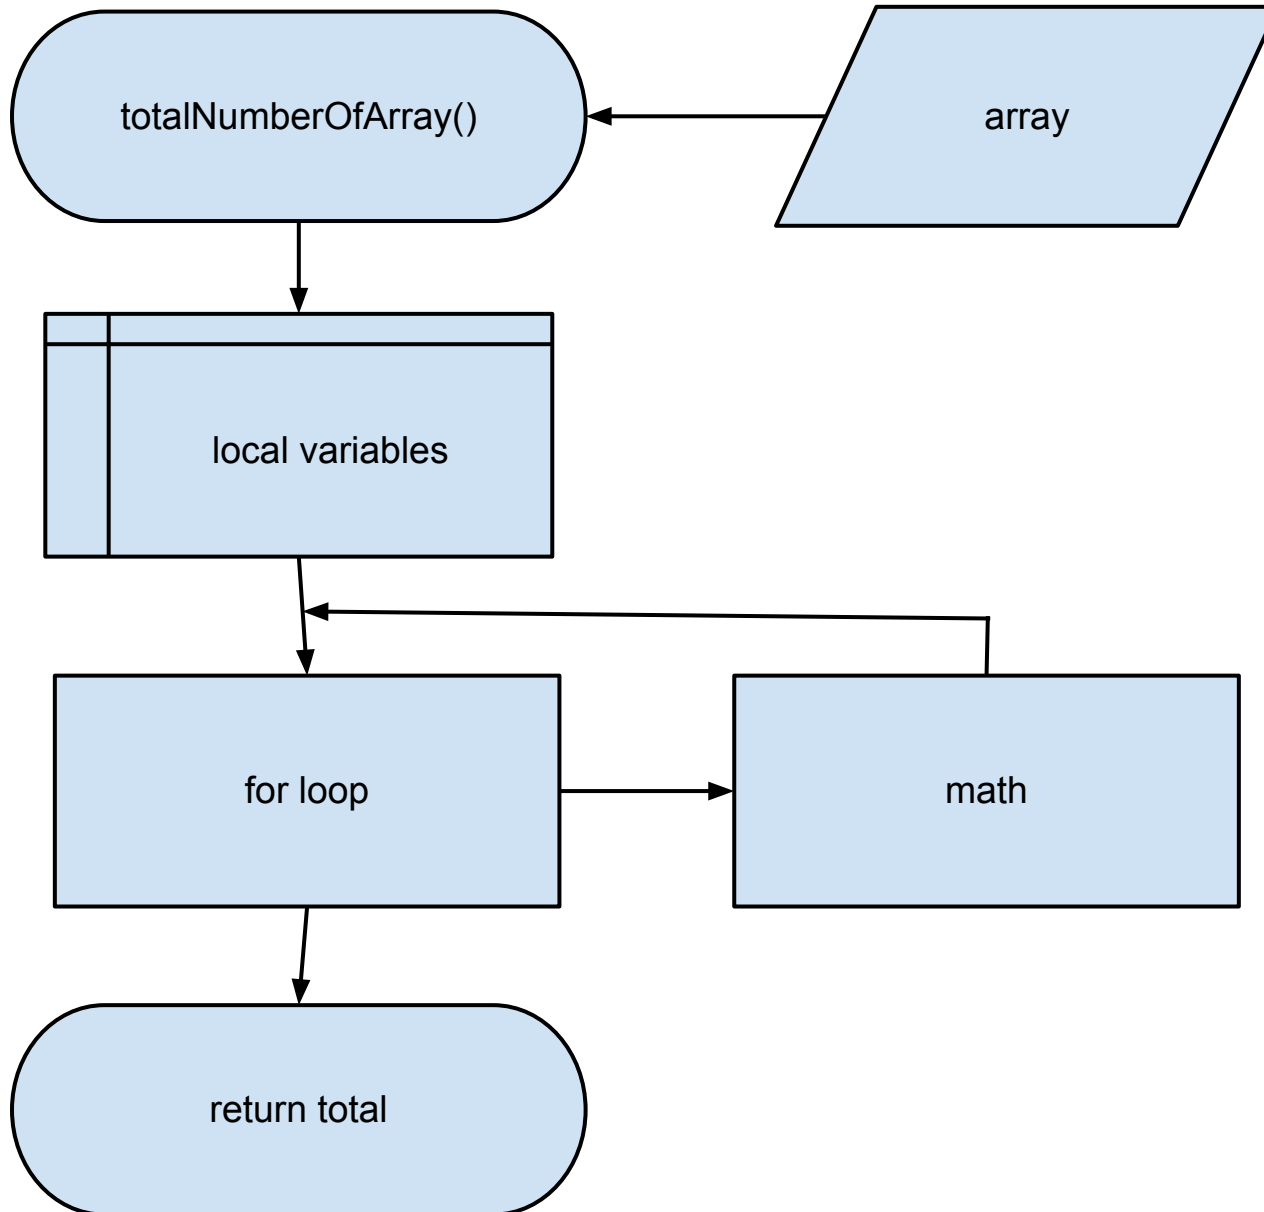 totalNumberOfArray()
array
local variables
for loop
math
return total